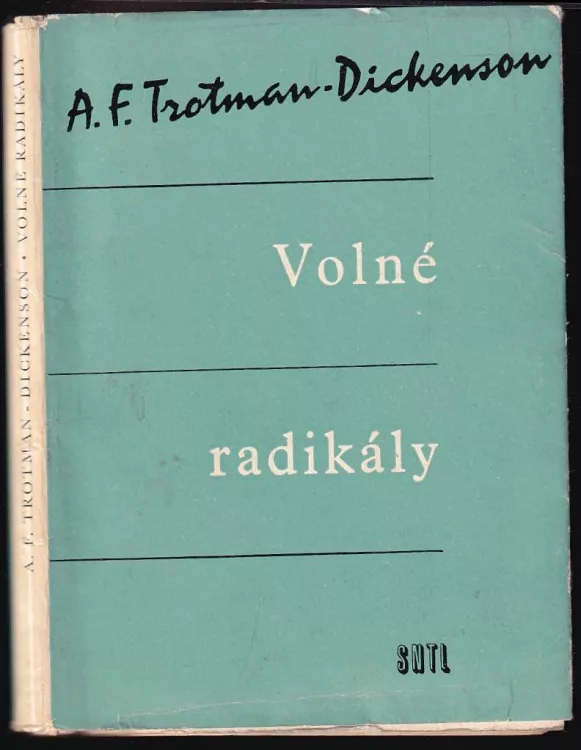 A. F. Trotman-Dickenson
Volné
radikály
SNTL
A. F. TROTMAN - DICKENSON • VOLNÉ RADIKÁLY